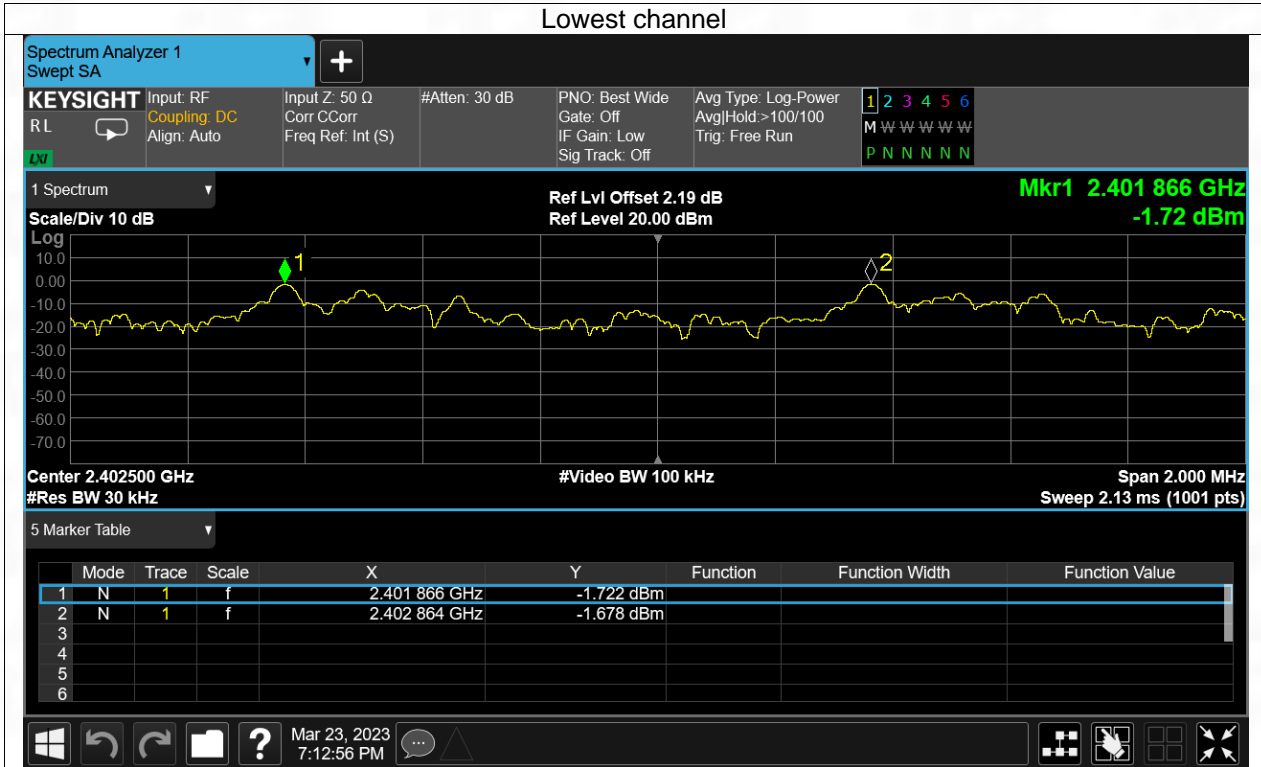 Lowest channel
Spectrum Analyzer 1
Swept SA
+
KEYSIGHT
RL
LXI
Input: RF
Coupling: DC
Align: Auto
Input Z: 50 Ω
Corr CCorr
Freq Ref: Int (S)
#Atten: 30 dB
PNO: Best Wide
Gate: Off
IF Gain: Low
Sig Track: Off
Avg Type: Log-Power
Avg|Hold:>100/100
Trig: Free Run
1 2 3 4 5 6
M W W W W W
P N N N N N
1 Spectrum
Scale/Div 10 dB
Ref Lvl Offset 2.19 dB
Ref Level 20.00 dBm
Mkr1 2.401 866 GHz
-1.72 dBm
Log
10.0
0.00
-10.0
-20.0
-30.0
-40.0
-50.0
-60.0
-70.0
1
2
Center 2.402500 GHz
#Video BW 100 kHz
Span 2.000 MHz
#Res BW 30 kHz
Sweep 2.13 ms (1001 pts)
5 Marker Table
Mode Trace Scale X Y Function Function Width Function Value
1 N 1 f 2.401 866 GHz -1.722 dBm
2 N 1 f 2.402 864 GHz -1.678 dBm
3
4
5
6
?
Mar 23, 2023
7:12:56 PM